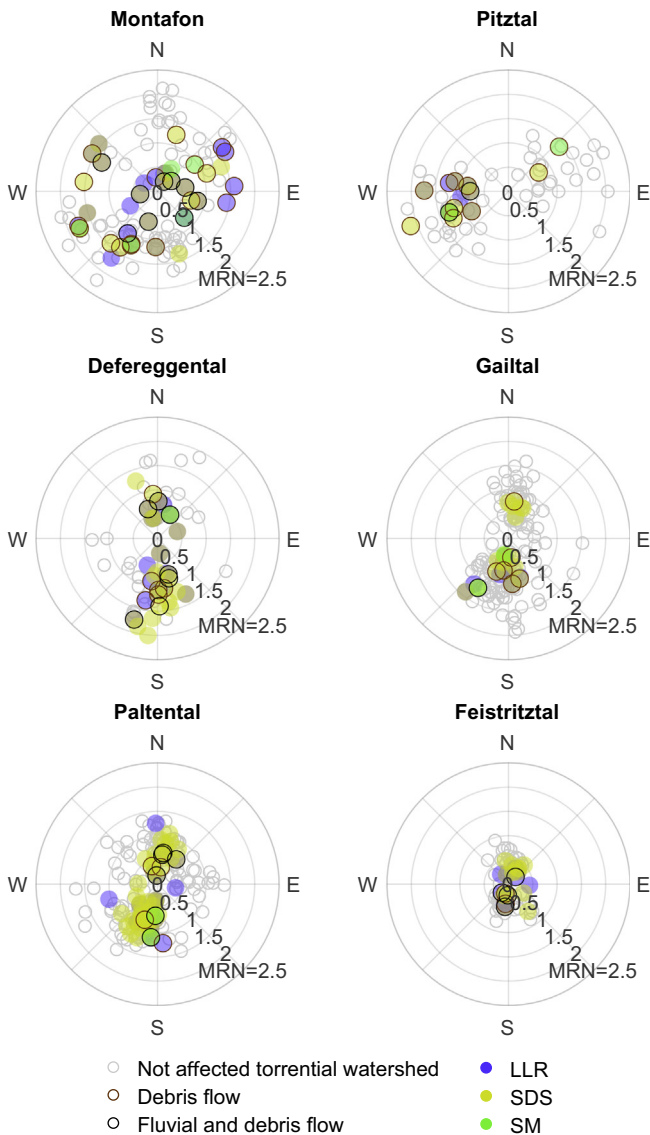 Montafon
N
W
E
0
0.5
1
1.5
2
MRN=2.5
S
Pitztal
N
W
E
0
0.5
1
1.5
2
MRN=2.5
S
Defereggental
N
W
E
0
0.5
1
1.5
2
MRN=2.5
S
Gailtal
N
W
E
0
0.5
1
1.5
2
MRN=2.5
S
Paltental
N
W
E
0
0.5
1
1.5
2
MRN=2.5
S
Feistritztal
N
W
E
0
0.5
1
1.5
2
MRN=2.5
S
Not affected torrential watershed
Debris flow
Fluvial and debris flow
LLR
SDS
SM